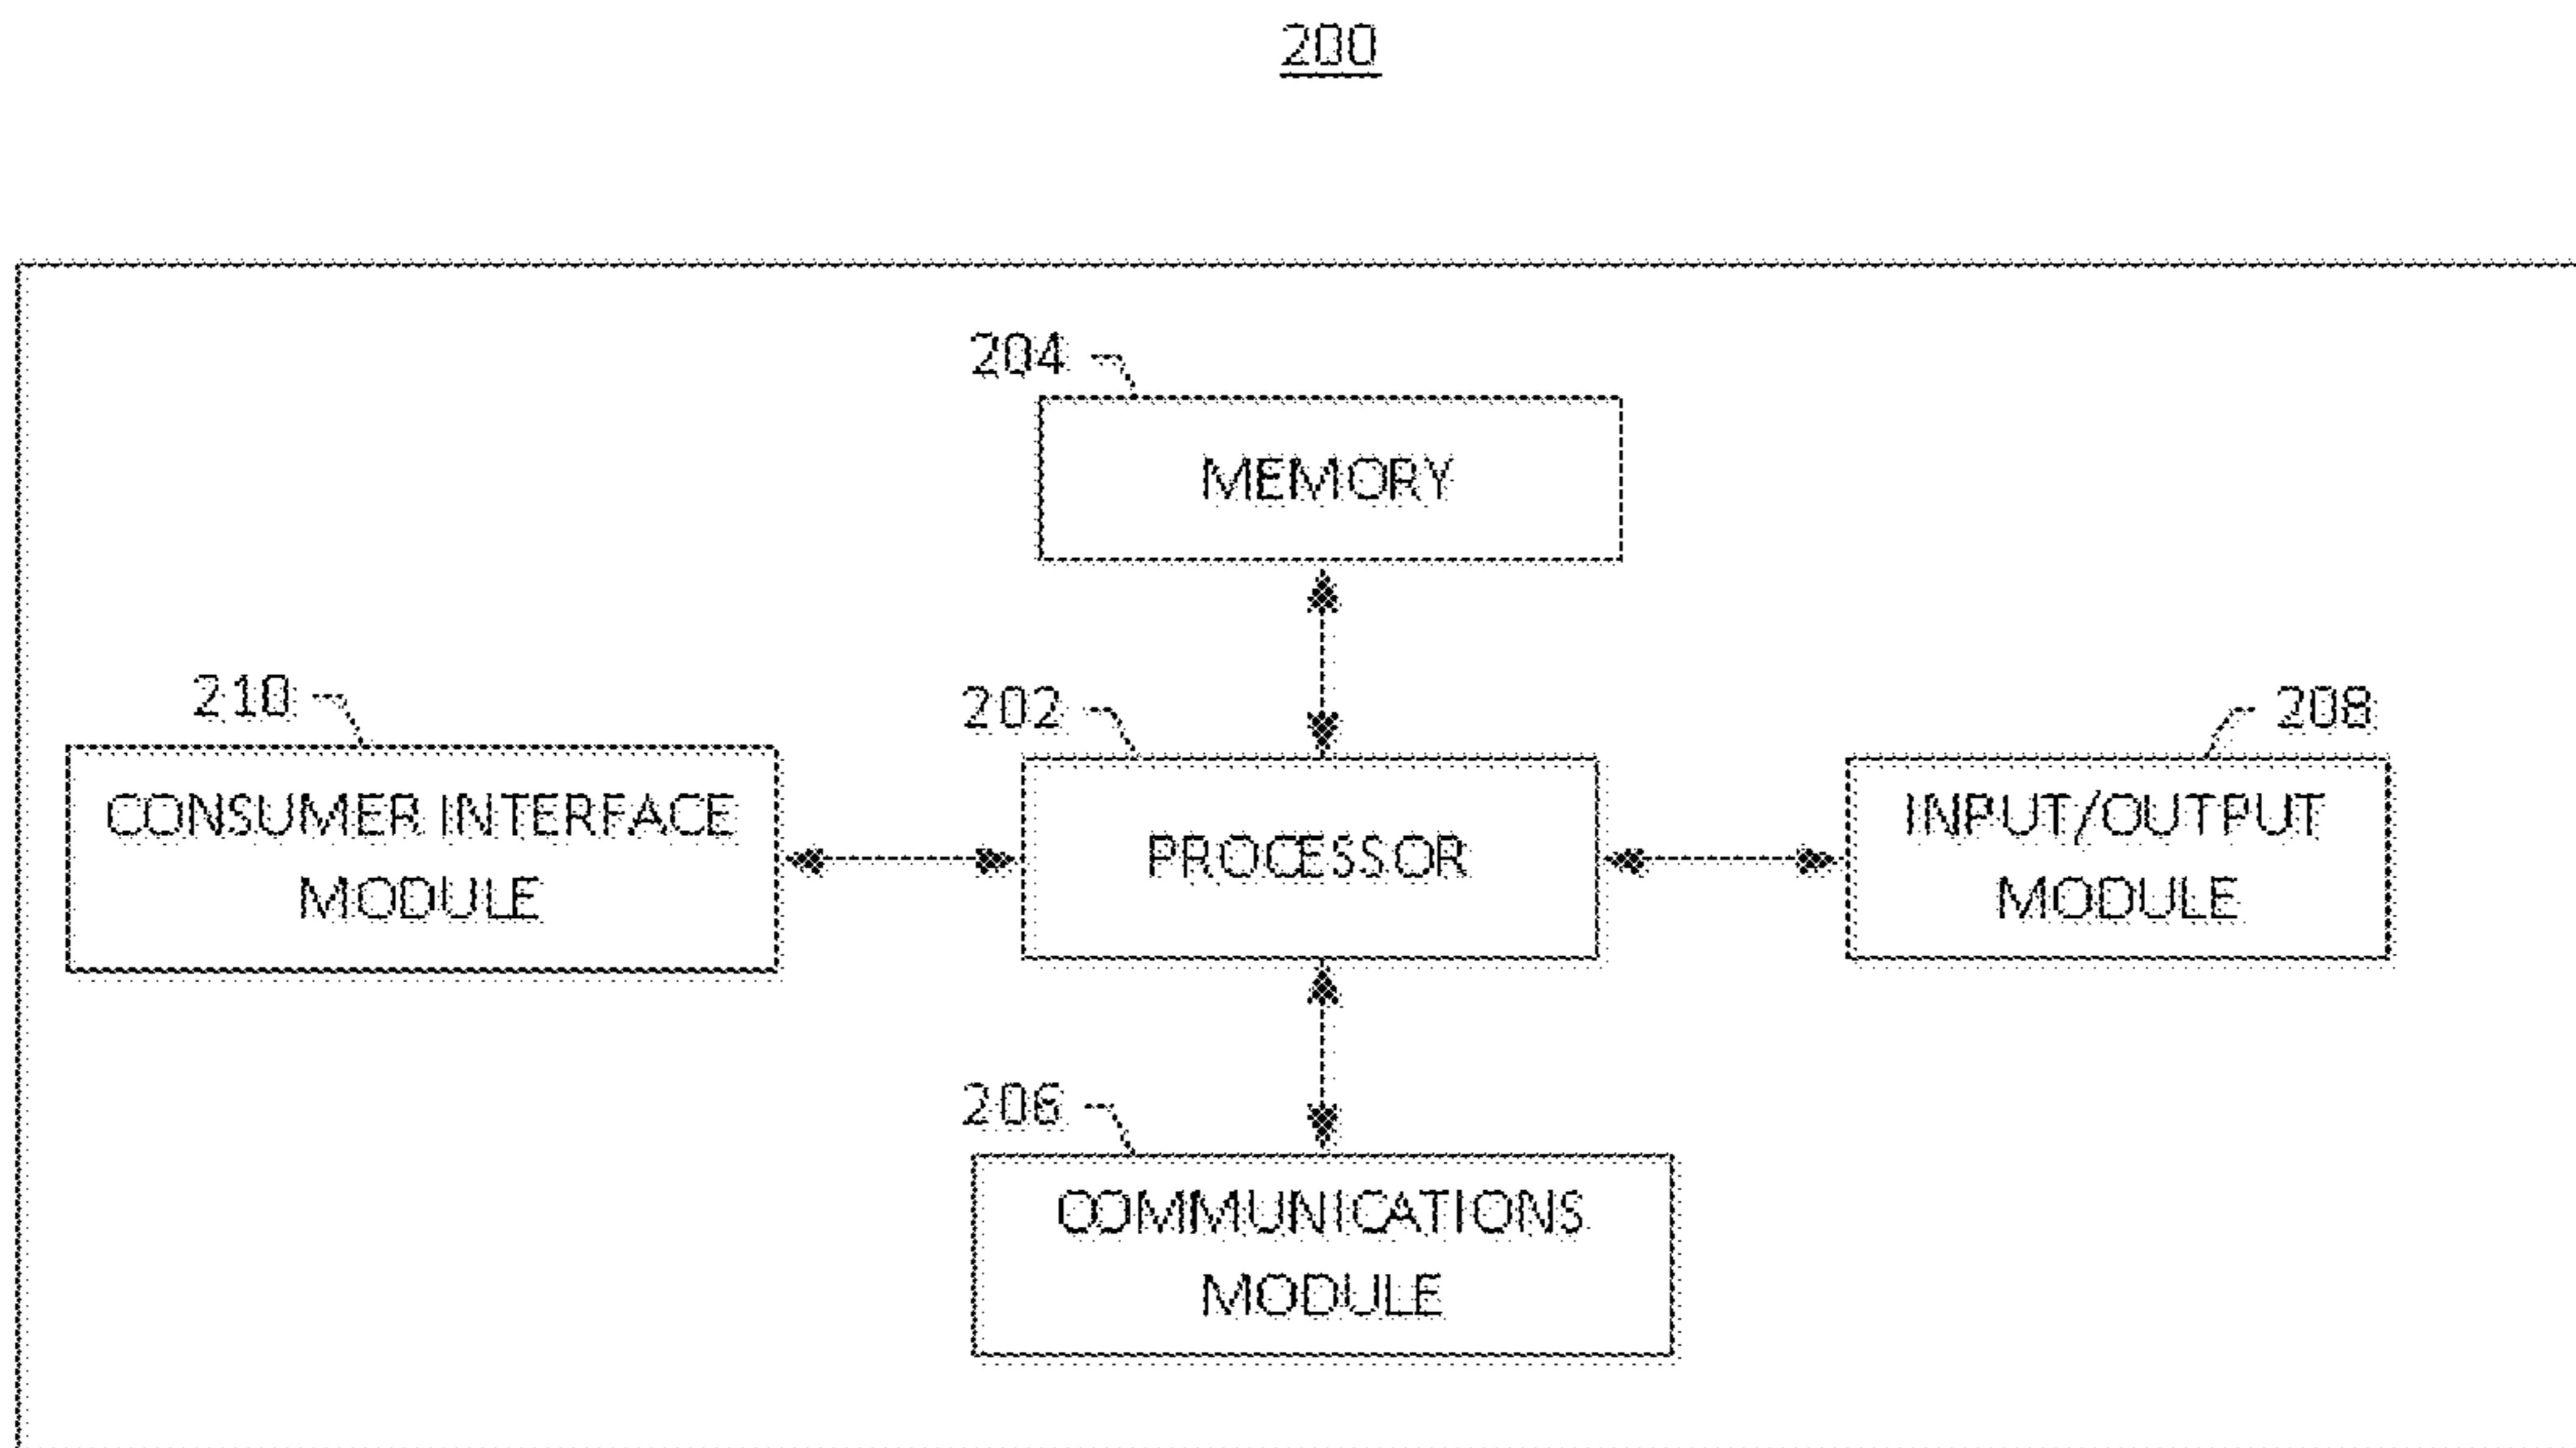 200
204
MEMORY
210
202
208
CONSUMER INTERFACE
MODULE
PROCESSOR
INPUT/OUTPUT
MODULE
206
COMMUNICATIONS
MODULE